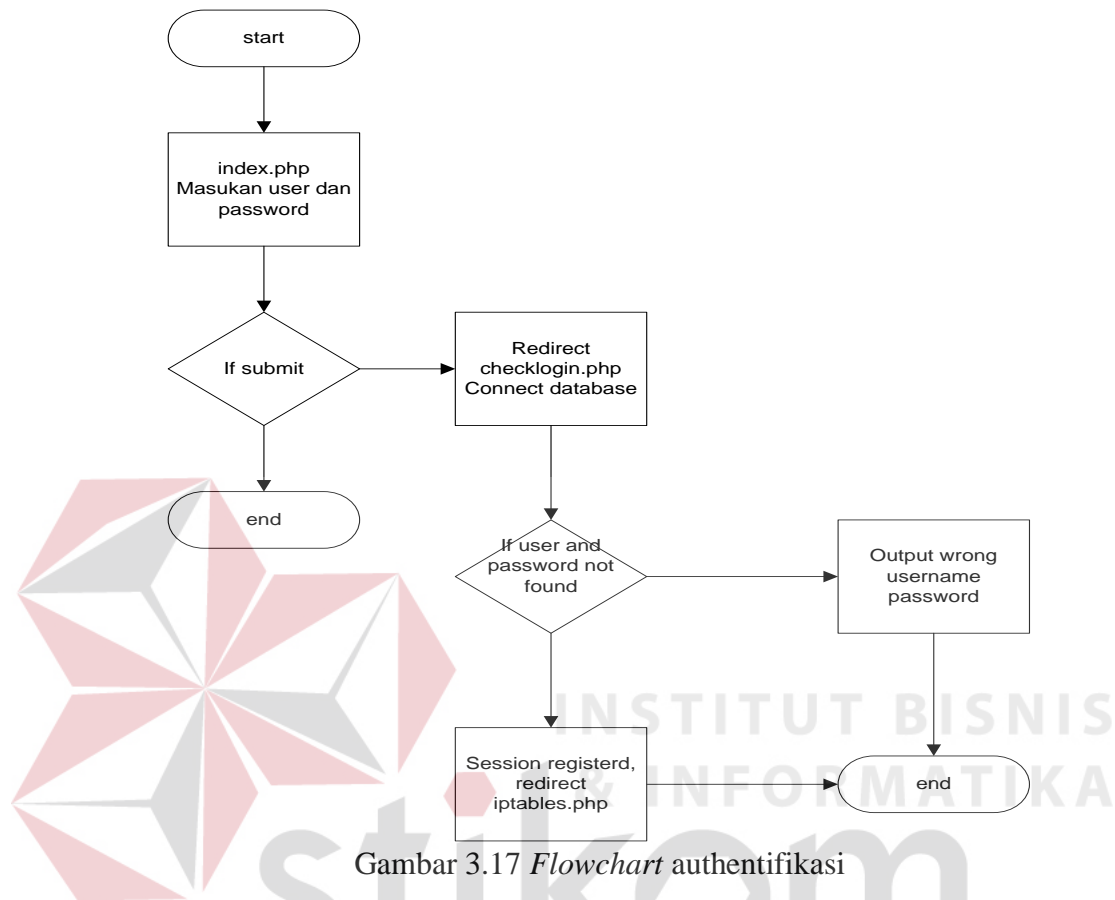 start
index.php
Masukan user dan
password
If submit
Redirect
checklogin.php
Connect database
end
If user and
password not
found
Output wrong
username
password
INSTITUT BISNIS
& INFORMATIKA
Session registerd,
redirect
iptables.php
end
stikom
Gambar 3.17 Flowchart authentifikasi